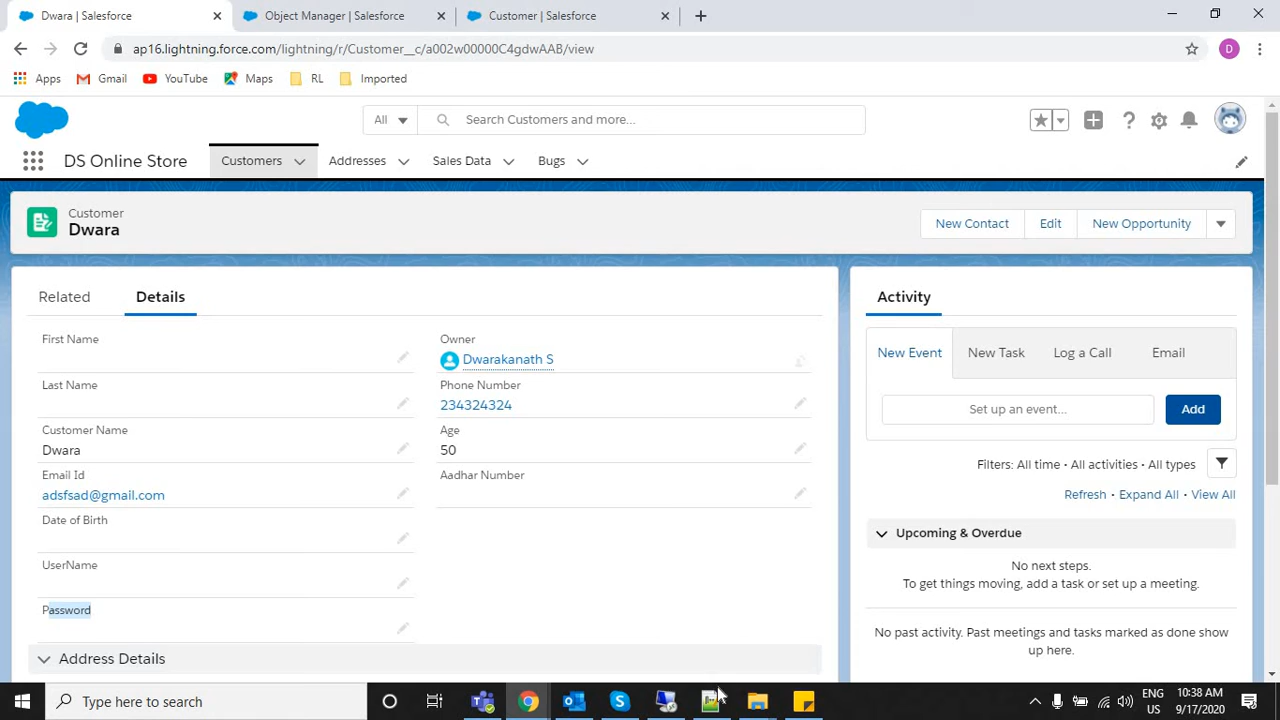 Dwara | Salesforce
Object Manager | Salesforce
Customer | Salesforce
ap16.lightning.force.com/lightning/r/Customer__c/a002w00000C4gdwAAB/view
D
Apps Gmail YouTube Maps RL Imported
All Search Customers and more...
DS Online Store Customers Addresses Sales Data Bugs
Customer
Dwara
New Contact Edit New Opportunity
Related Details
First Name
Last Name
Customer Name
Dwara
Email Id
adsfsad@gmail.com
Date of Birth
UserName
Password
Owner
Dwarakanath S
Phone Number
234324324
Age
50
Aadhar Number
Address Details
Activity
New Event New Task Log a Call Email
Set up an event... Add
Filters: All time • All activities • All types
Refresh • Expand All • View All
Upcoming & Overdue
No next steps.
To get things moving, add a task or set up a meeting.
No past activity. Past meetings and tasks marked as done show
up here.
Type here to search
ENG
US
10:38 AM
9/17/2020